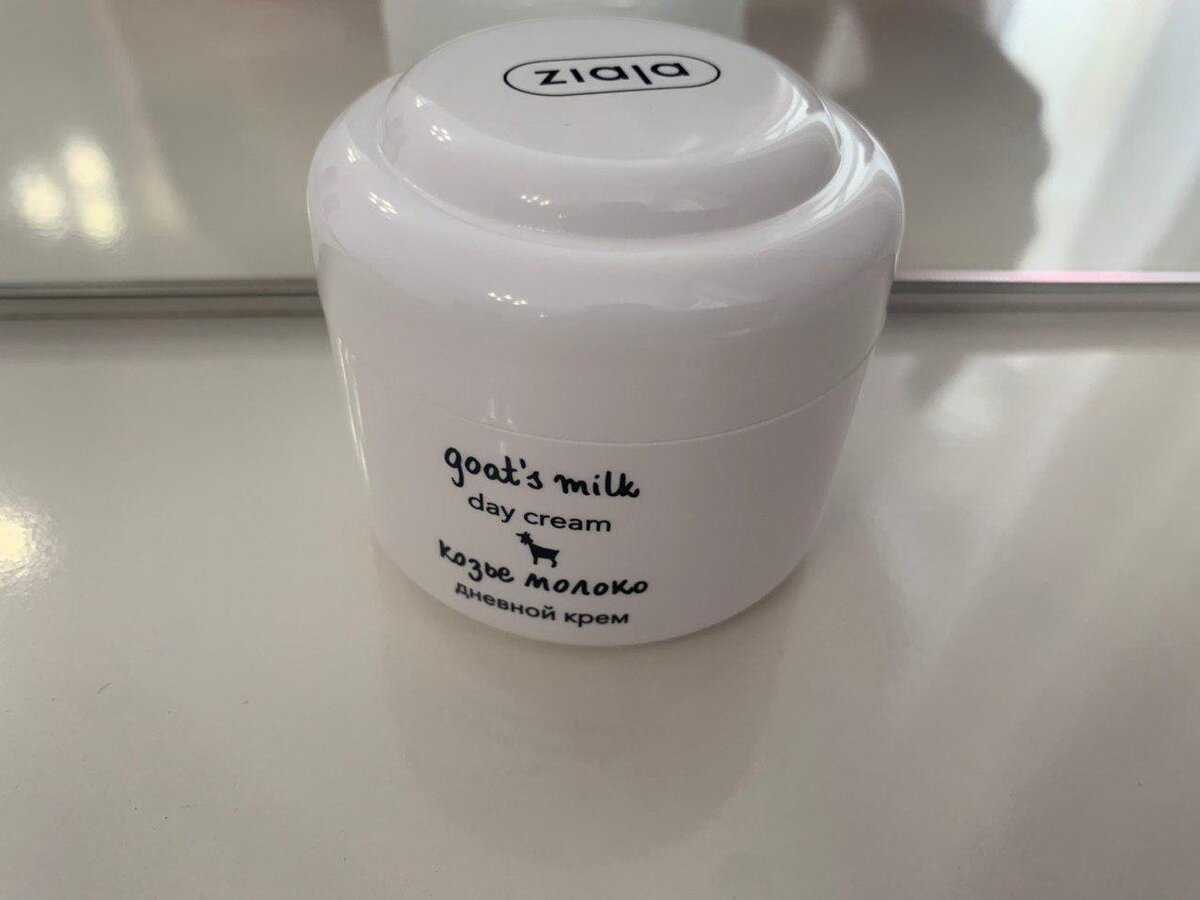 ziaja
goat's milk
day cream
козье молоко
дневной крем